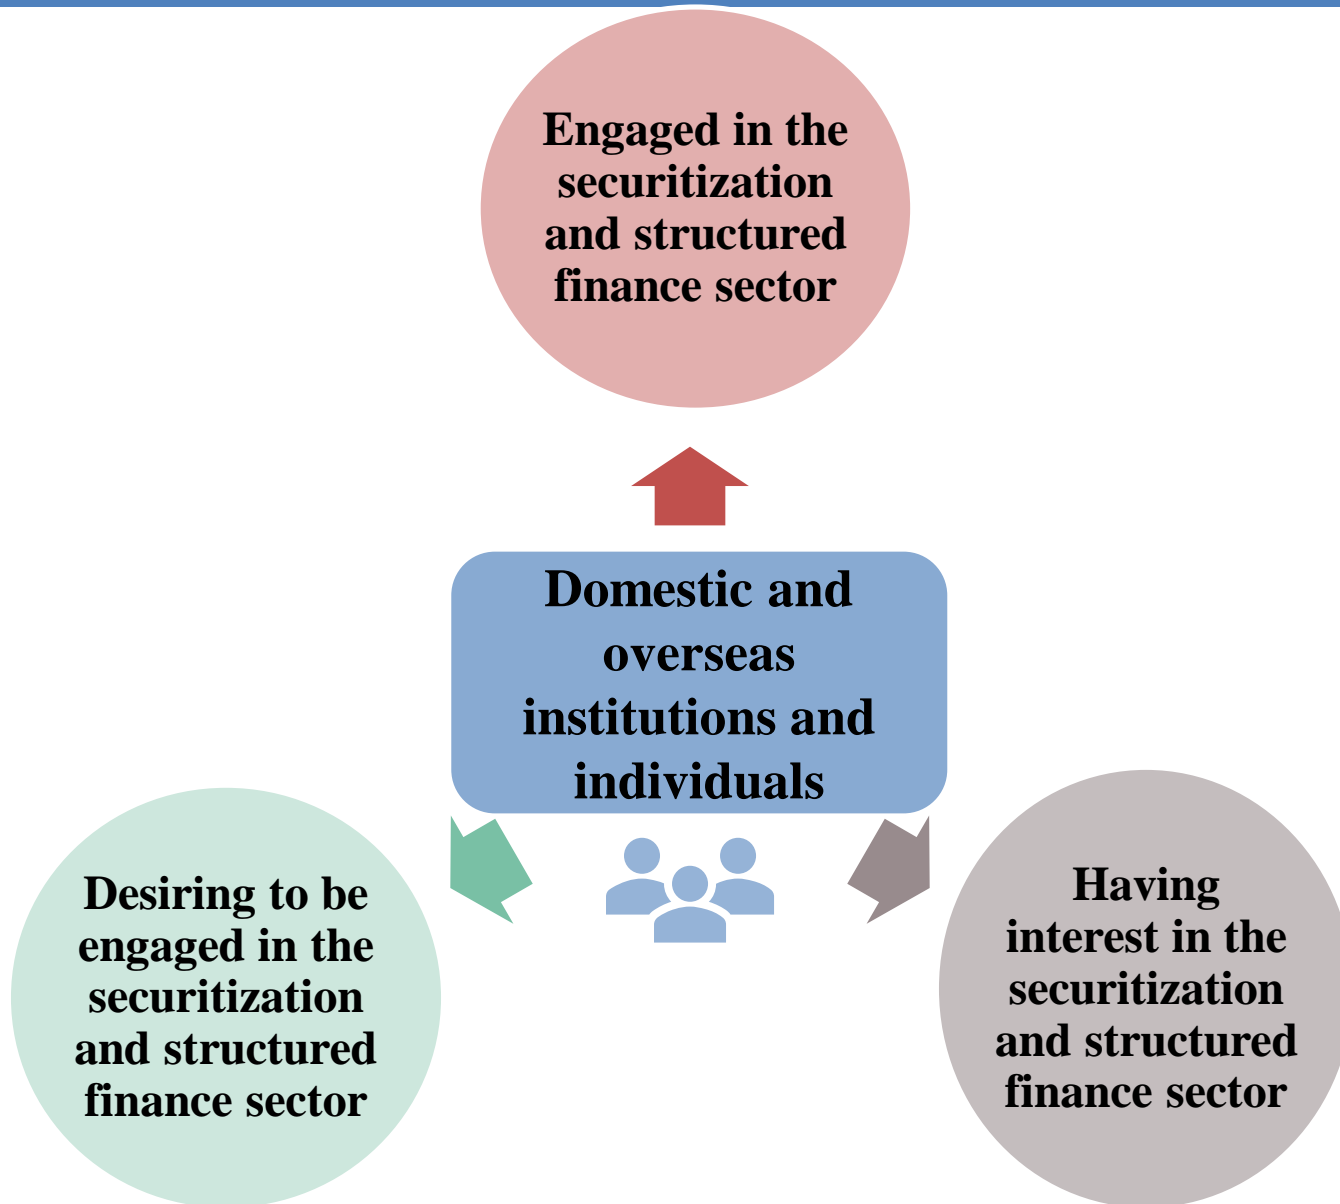 Engaged in the
securitization
and structured
finance sector
Domestic and
overseas
institutions and
individuals
Desiring to be
engaged in the
securitization
and structured
finance sector
Having
interest in the
securitization
and structured
finance sector